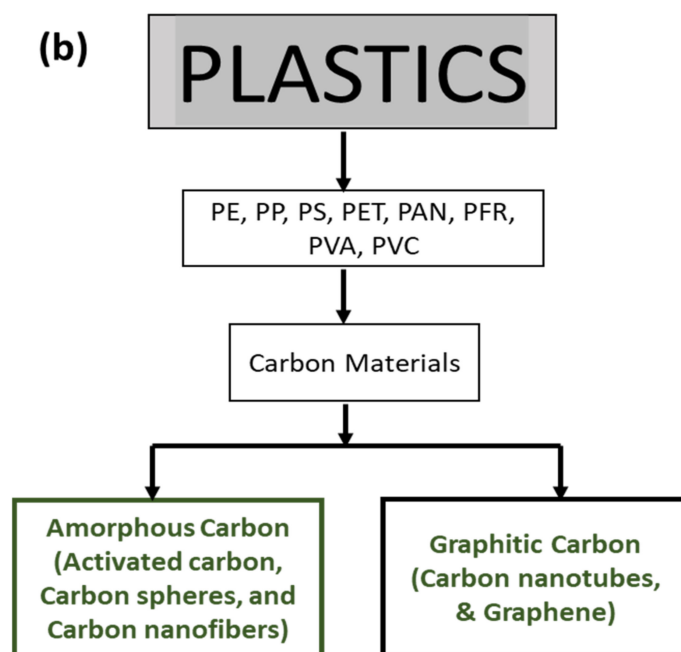 (b)
PLASTICS
PE, PP, PS, PET, PAN, PFR,
PVA, PVC
Carbon Materials
Amorphous Carbon
(Activated carbon,
Carbon spheres, and
Carbon nanofibers)
Graphitic Carbon
(Carbon nanotubes,
& Graphene)